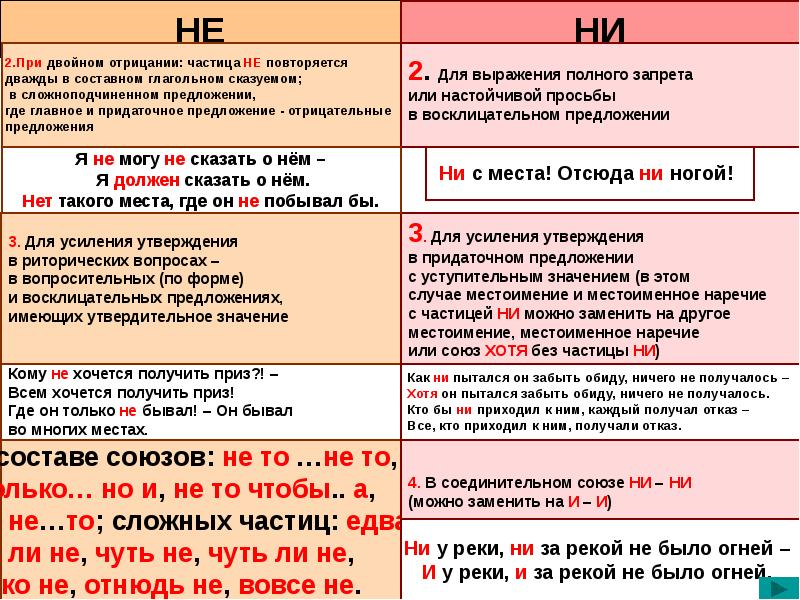 НЕ
НИ
2.При двойном отрицании: частица НЕ повторяется
дважды в составном глагольном сказуемом;
в сложноподчиненном предложении,
где главное и придаточное предложение - отрицательные
предложения
2. Для выражения полного запрета
или настойчивой просьбы
в восклицательном предложении
Я не могу не сказать о нём –
Я должен сказать о нём.
Нет такого места, где он не побывал бы.
Ни с места! Отсюда ни ногой!
3. Для усиления утверждения
в риторических вопросах –
в вопросительных (по форме)
и восклицательных предложениях,
имеющих утвердительное значение
3. Для усиления утверждения
в придаточном предложении
с уступительным значением (в этом
случае местоимение и местоименное наречие
с частицей НИ можно заменить на другое
местоимение, местоименное наречие
или союз ХОТЯ без частицы НИ)
Кому не хочется получить приз?! –
Всем хочется получить приз!
Где он только не бывал! – Он бывал
во многих местах.
Как ни пытался он забыть обиду, ничего не получалось –
Хотя он пытался забыть обиду, ничего не получалось.
Кто бы ни приходил к ним, каждый получал отказ –
Все, кто приходил к ним, получали отказ.
составе союзов: не то …не то,
олько… но и, не то чтобы.. а,
не…то; сложных частиц: едва
ли не, чуть не, чуть ли не,
ко не, отнюдь не, вовсе не.
4. В соединительном союзе НИ – НИ
(можно заменить на И – И)
Ни у реки, ни за рекой не было огней –
И у реки, и за рекой не было огней.